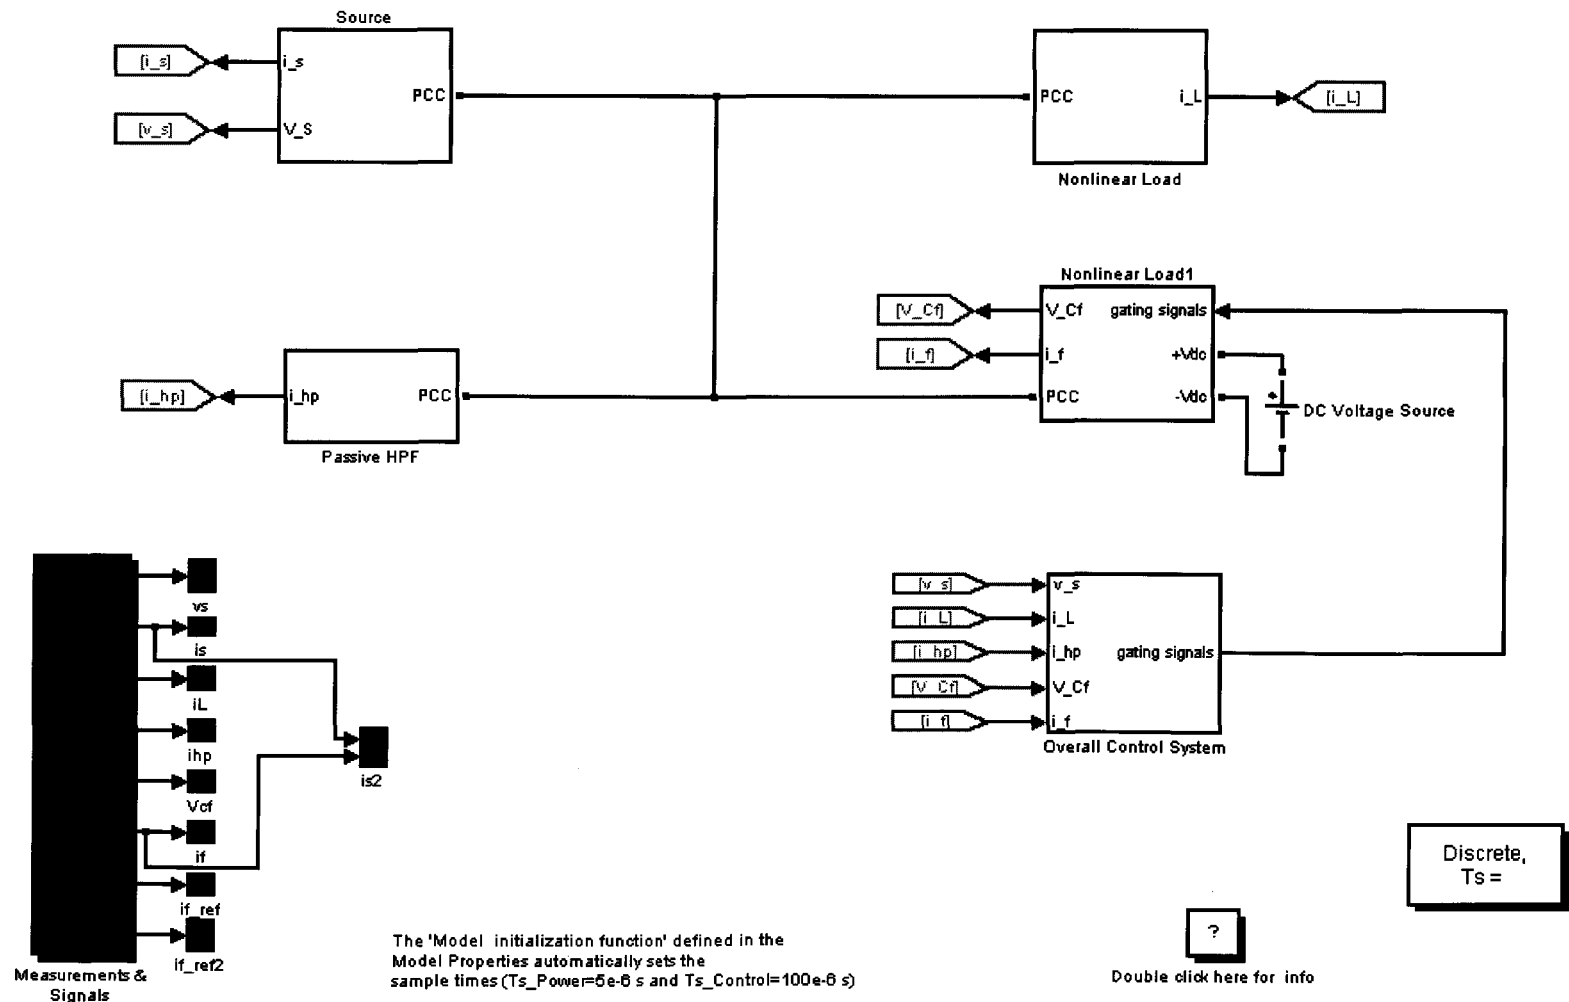 Source
[i_s]
i_s
[v_s]
V_S
PCC
PCC
i_L
[i_L]
Nonlinear Load
Nonlinear Load1
[V_Cf]
V_Cf
gating signals
[i_f]
i_f
+Vdc
PCC
-Vdc
DC Voltage Source
[i_hp]
i_hp
PCC
Passive HPF
vs
is
iL
ihp
Vcf
if
if_ref
if_ref2
is2
Measurements &
Signals
[v_s]
v_s
[i_L]
i_L
[i_hp]
i_hp
gating signals
[V_Cf]
V_Cf
[i_f]
i_f
Overall Control System
Discrete,
Ts =
?
Double click here for info
The 'Model initialization function' defined in the
Model Properties automatically sets the
sample times (Ts_Power=5e-6 s and Ts_Control=100e-6 s)